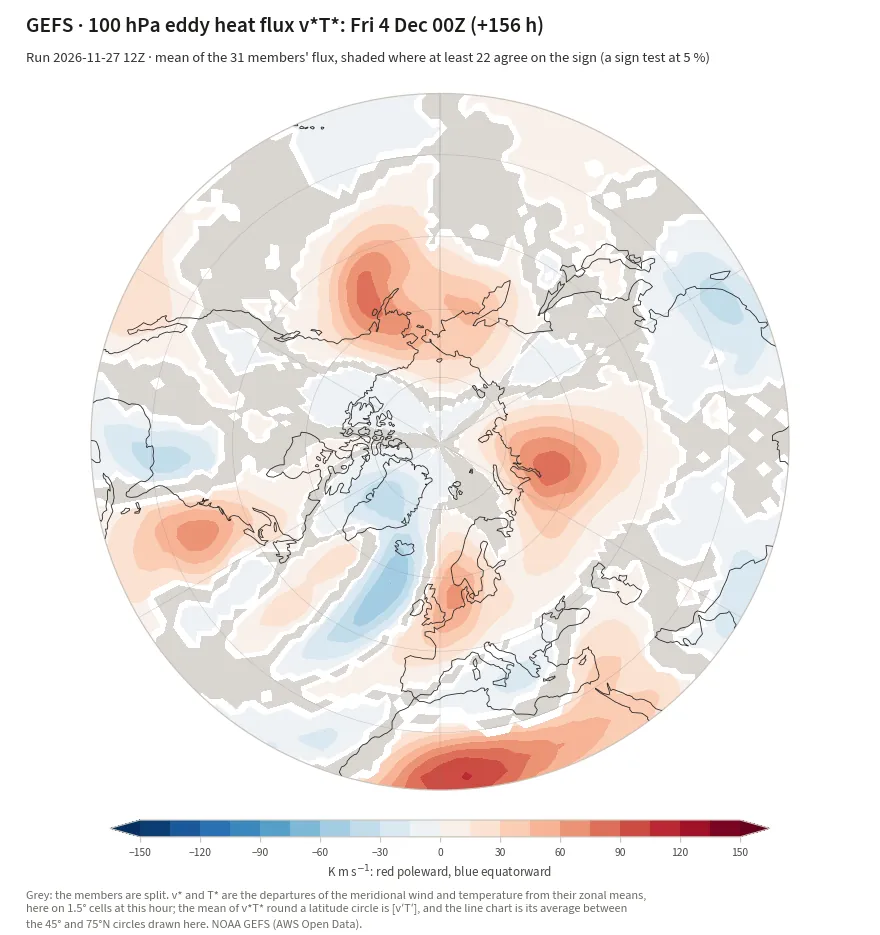 GEFS · 100 hPa eddy heat flux v*T*: Fri 4 Dec 00Z (+156 h)
Run 2026-11-27 12Z · mean of the 31 members' flux, shaded where at least 22 agree on the sign (a sign test at 5 %)
−150 −120 −90 −60 −30 0 30 60 90 120 150
K m s⁻¹: red poleward, blue equatorward
Grey: the members are split. v* and T* are the departures of the meridional wind and temperature from their zonal means,
here on 1.5° cells at this hour; the mean of v*T* round a latitude circle is [v'T'], and the line chart is its average between
the 45° and 75°N circles drawn here. NOAA GEFS (AWS Open Data).